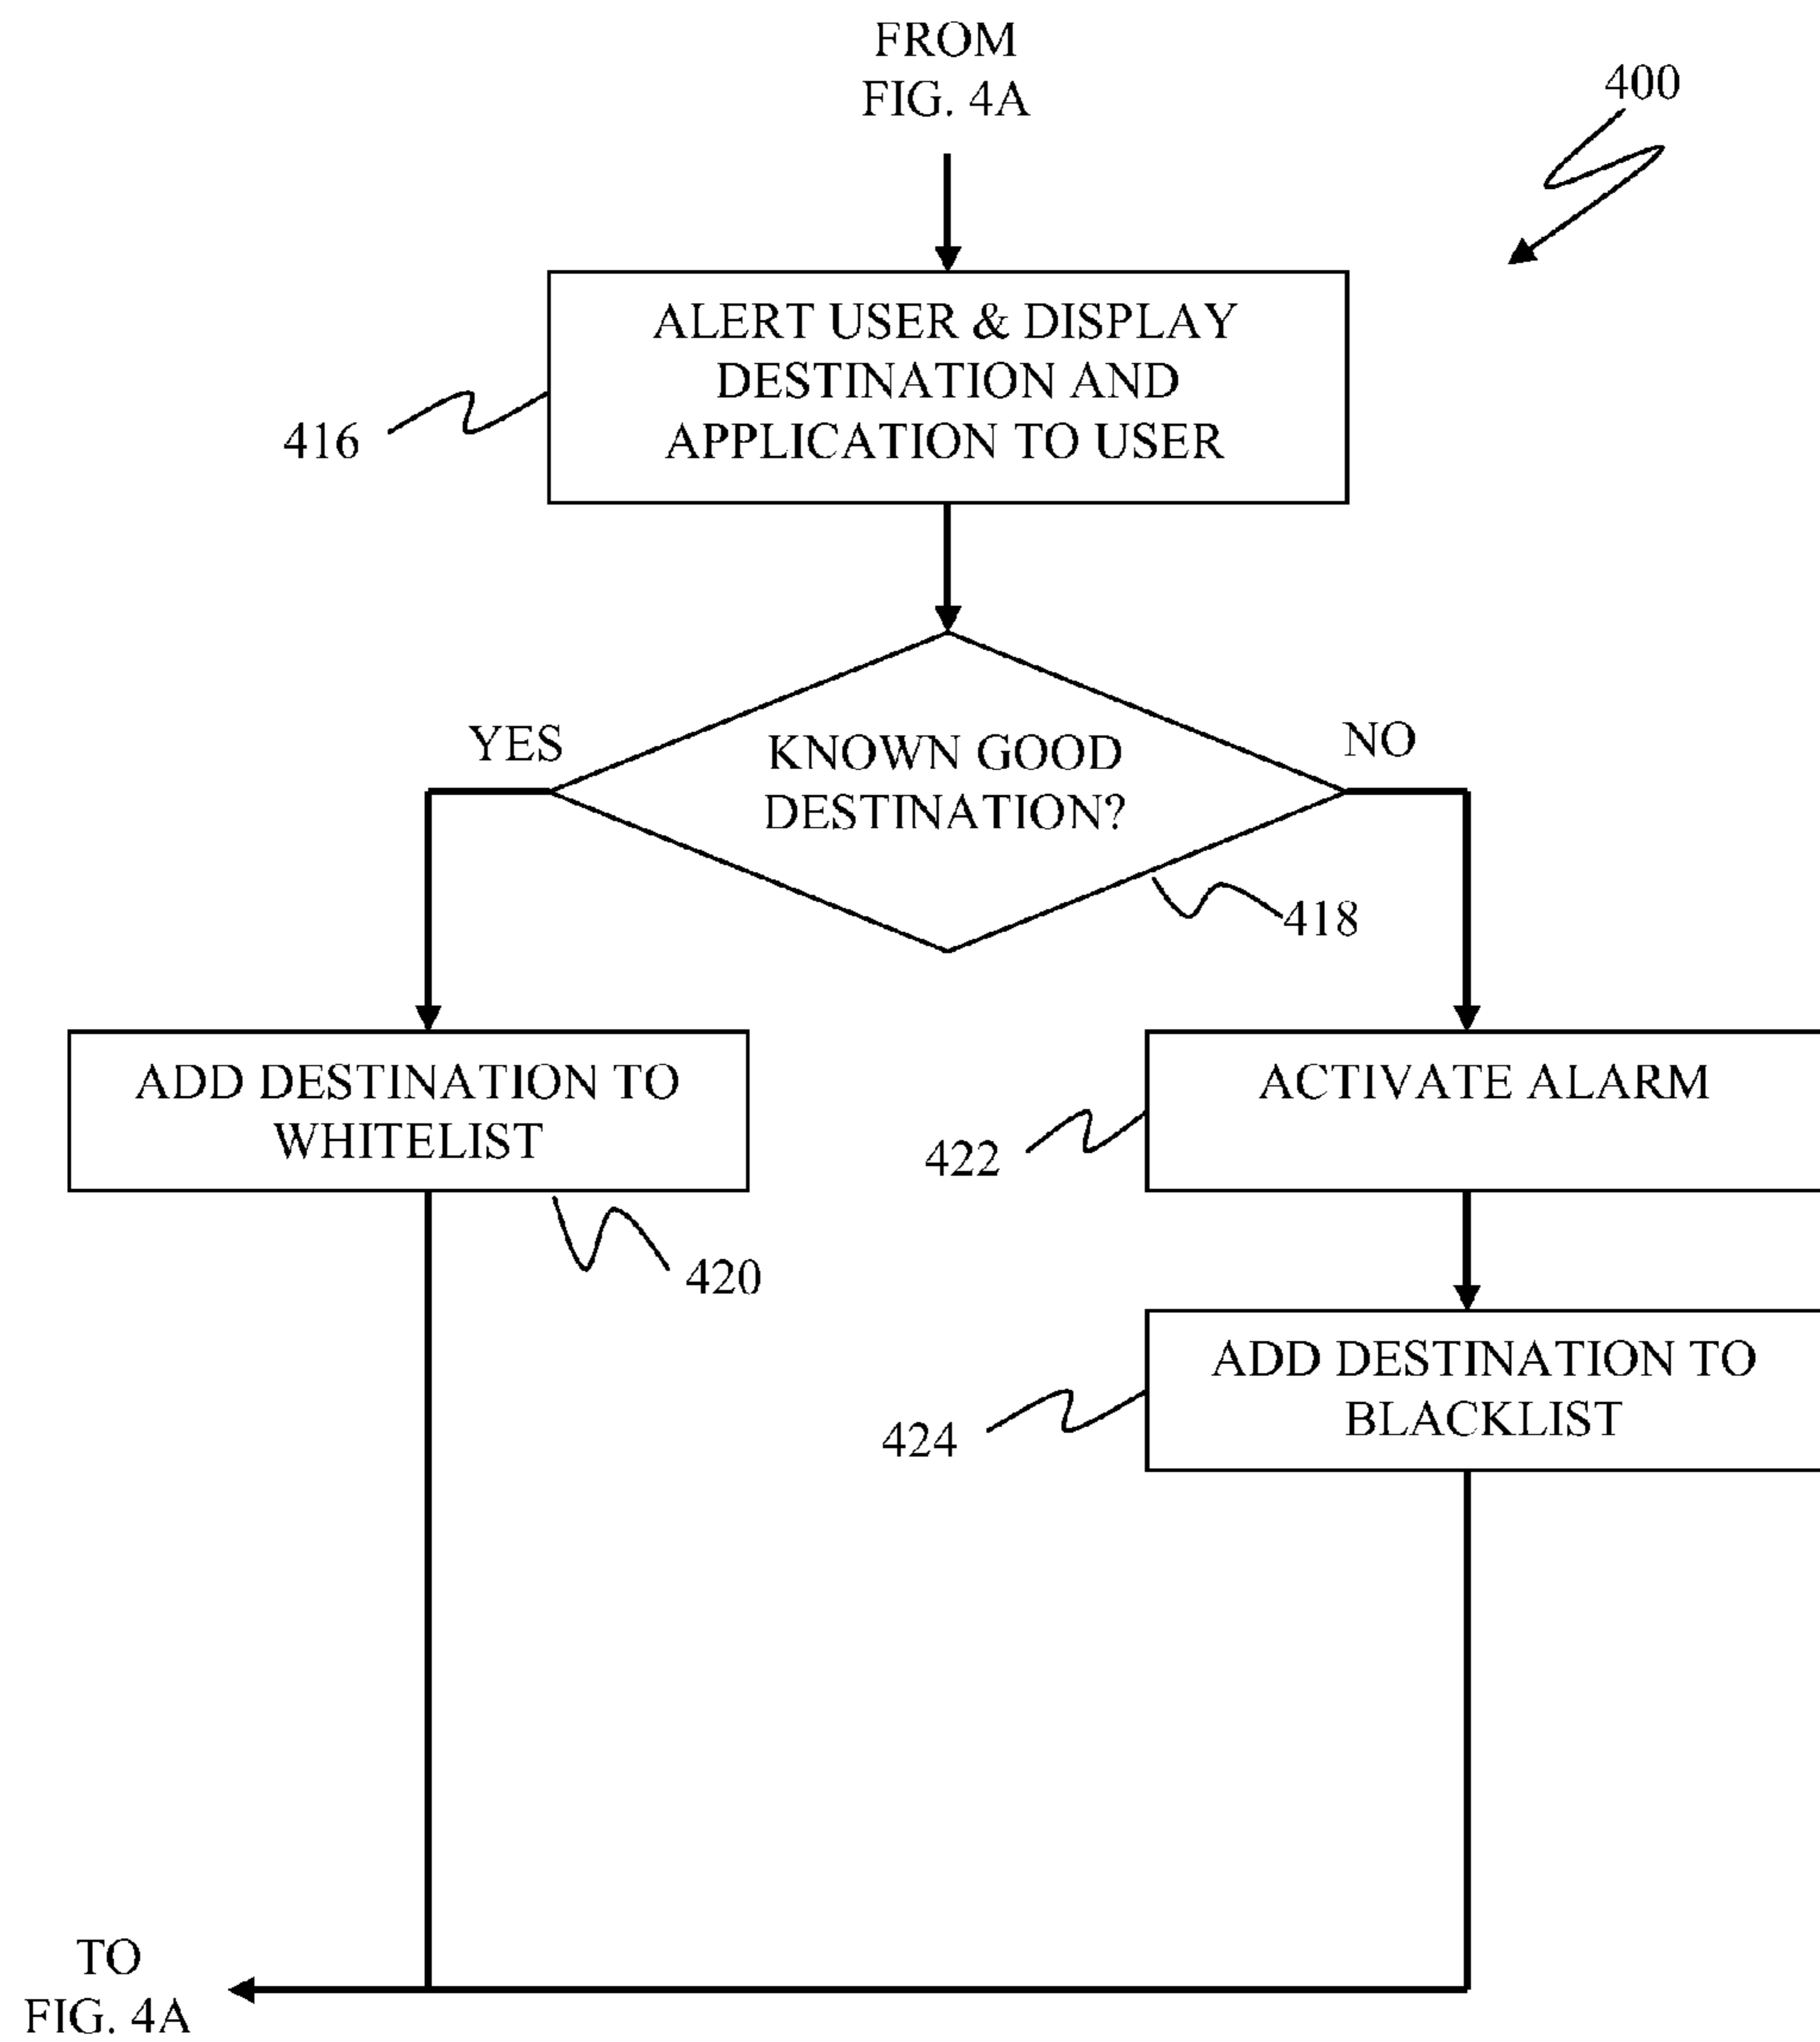 FROM
FIG. 4A
400
ALERT USER & DISPLAY
DESTINATION AND
APPLICATION TO USER
416
YES
KNOWN GOOD
DESTINATION?
NO
418
ADD DESTINATION TO
WHITELIST
420
ACTIVATE ALARM
422
ADD DESTINATION TO
BLACKLIST
424
TO
FIG. 4A